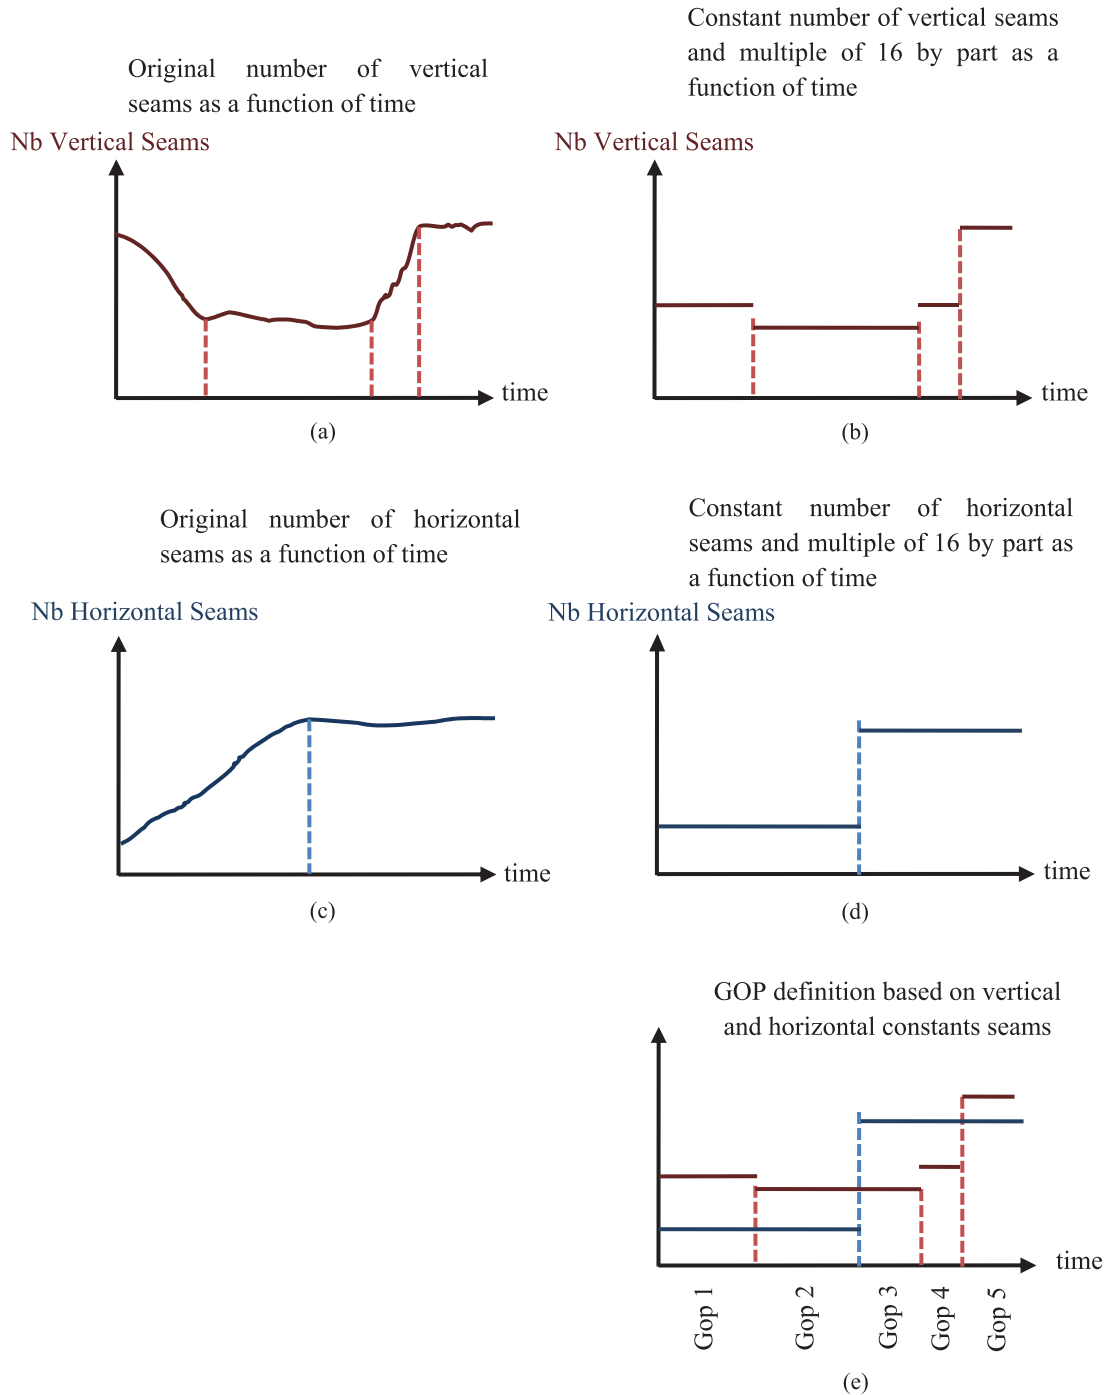 Original number of vertical
seams as a function of time
Constant number of vertical seams
and multiple of 16 by part as a
function of time
Nb Vertical Seams
Nb Vertical Seams
time
time
(a)
(b)
Original number of horizontal
seams as a function of time
Constant number of horizontal
seams and multiple of 16 by part as
a function of time
Nb Horizontal Seams
Nb Horizontal Seams
time
time
(c)
(d)
GOP definition based on vertical
and horizontal constants seams
time
Gop 1
Gop 2
Gop 3
Gop 4
Gop 5
(e)